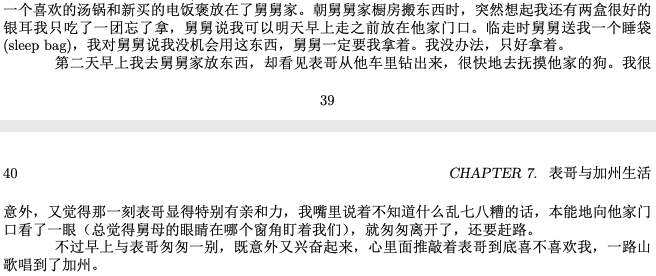 一个喜欢的汤锅和新买的电饭褒放在了舅舅家。朝舅舅家橱房搬东西时，突然想起我还有两盒很好的
银耳我只吃了一团忘了拿，舅舅说我可以明天早上走之前放在他家门口。临走时舅舅送我一个睡袋
(sleep bag)，我对舅舅说我没机会用这东西，舅舅一定要我拿着。我没办法，只好拿着。
第二天早上我去舅舅家放东西，却看见表哥从他车里钻出来，很快地去抚摸他家的狗。我很
39
40 CHAPTER 7. 表哥与加州生活
意外，又觉得那一刻表哥显得特别有亲和力，我嘴里说着不知道什么乱七八糟的话，本能地向他家门
口看了一眼（总觉得舅母的眼睛在哪个窗角盯着我们），就匆匆离开了，还要赶路。
不过早上与表哥匆匆一别，既意外又兴奋起来，心里面推敲着表哥到底喜不喜欢我，一路山
歌唱到了加州。